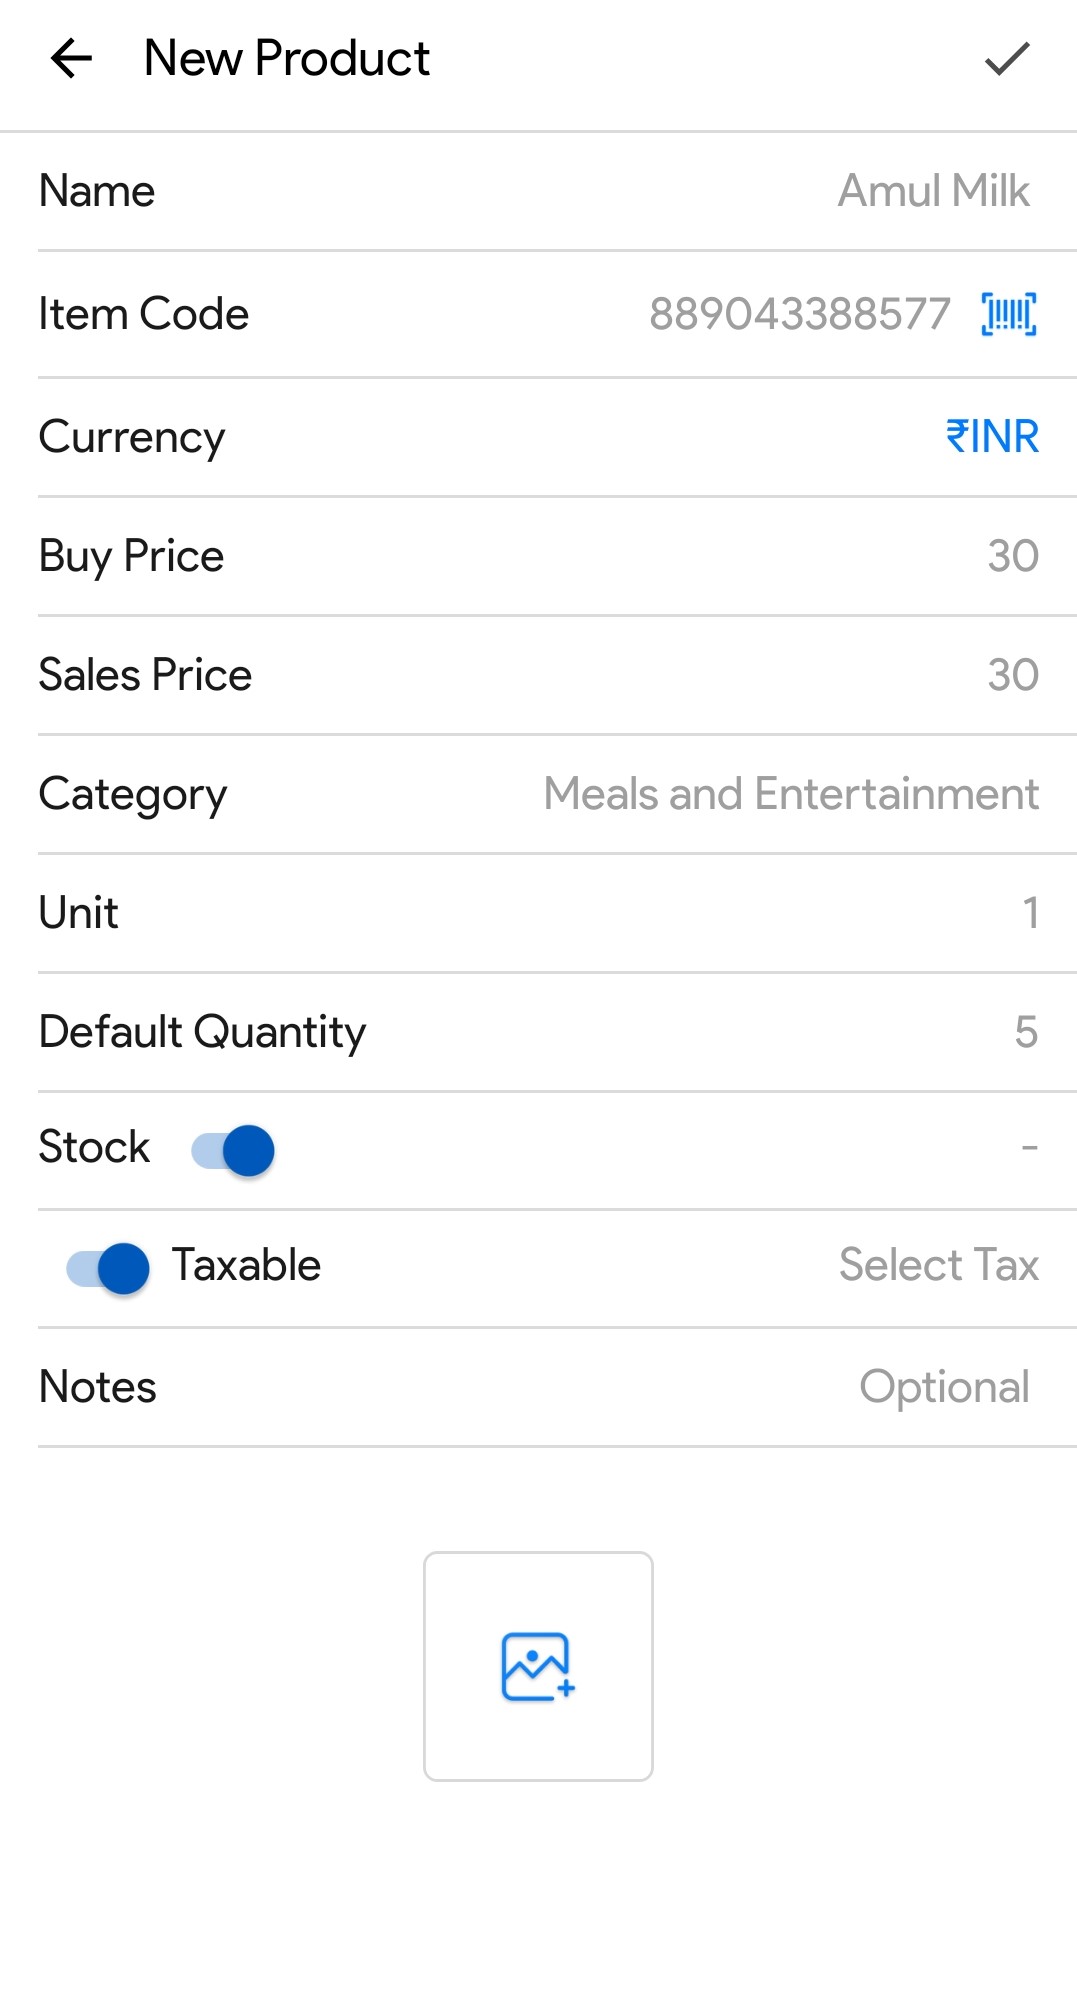 New Product
Name Amul Milk
Item Code 889043388577
Currency ₹INR
Buy Price 30
Sales Price 30
Category Meals and Entertainment
Unit 1
Default Quantity 5
Stock -
Taxable Select Tax
Notes Optional